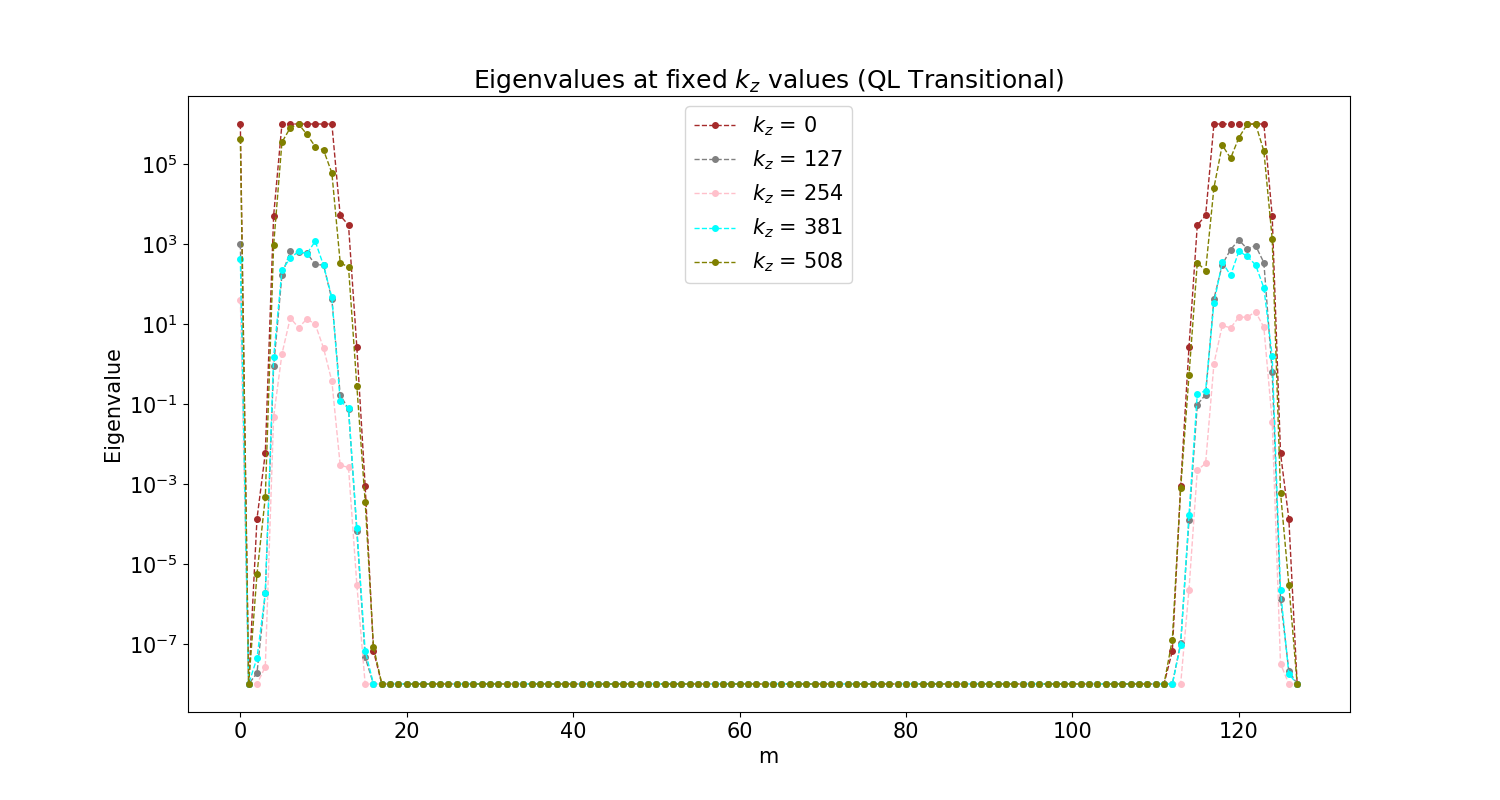 Eigenvalues at fixed k_z values (QL Transitional)
k_z = 0
k_z = 127
k_z = 254
k_z = 381
k_z = 508
Eigenvalue
10^5
10^3
10^1
10^−1
10^−3
10^−5
10^−7
0 20 40 60 80 100 120
m